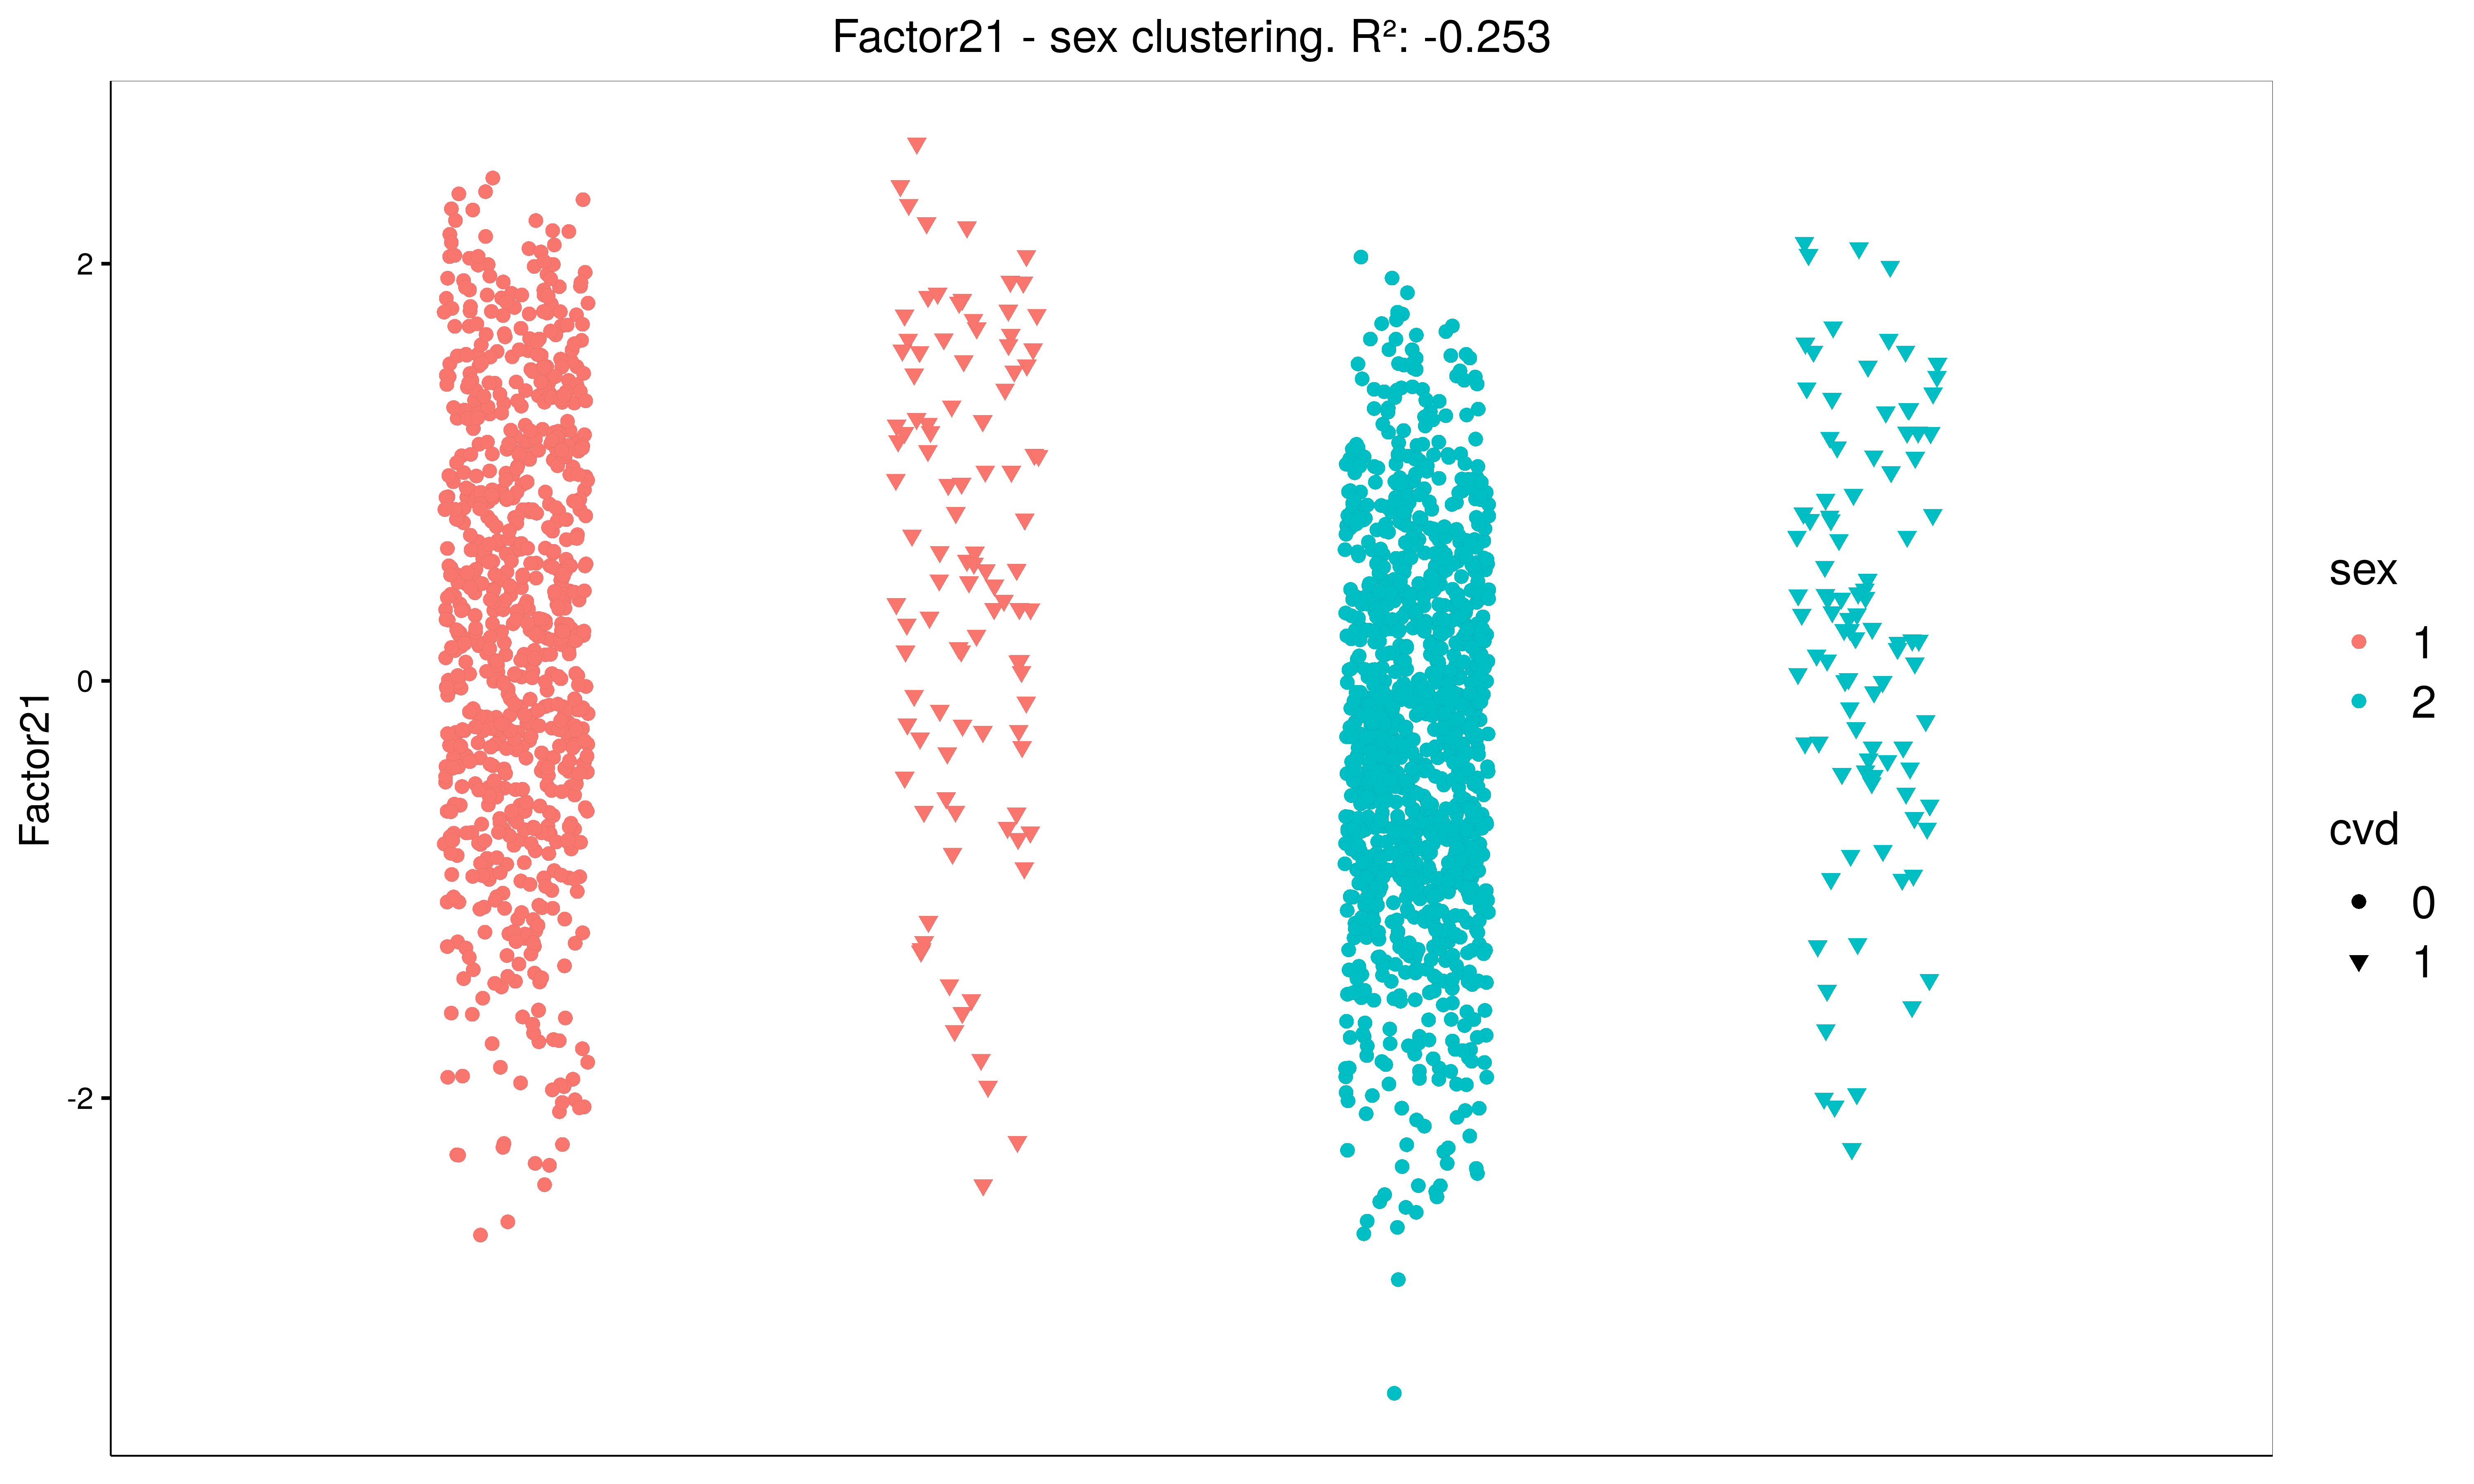 Factor21 - sex clustering. R²: -0.253
Factor21
2
0
-2
sex
1
2
cvd
0
1